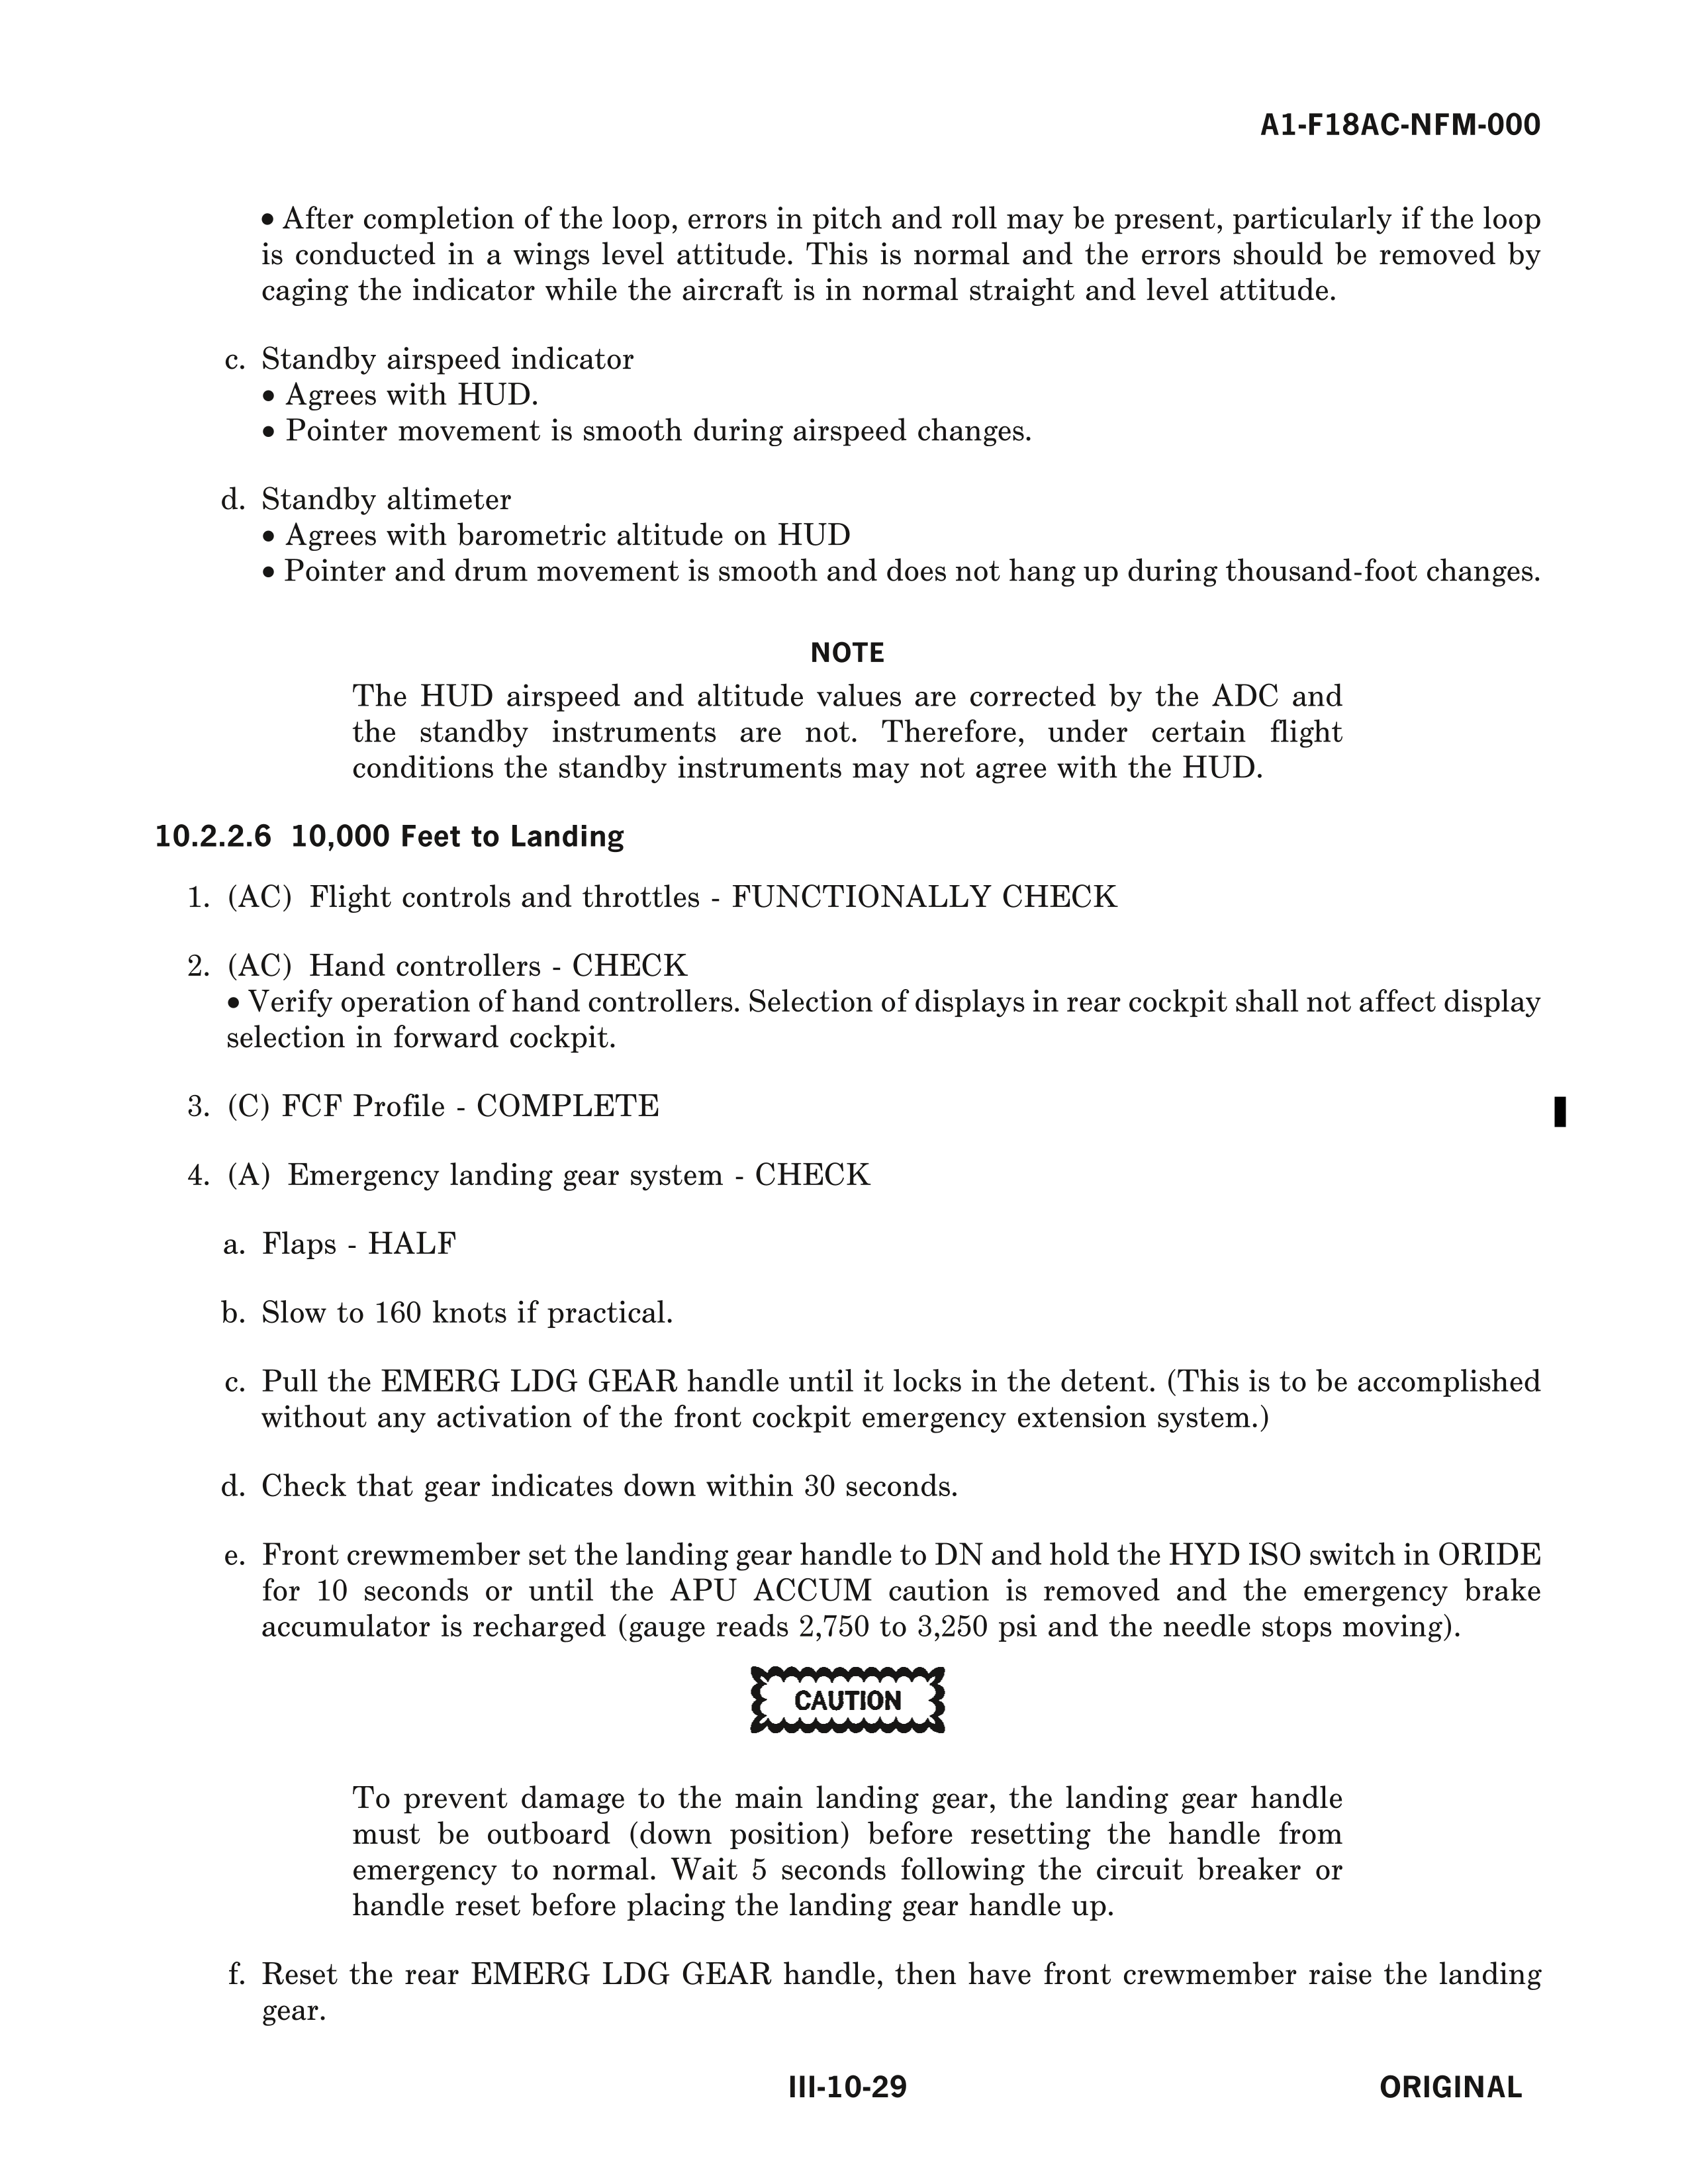 A1-F18AC-NFM-000
• After completion of the loop, errors in pitch and roll may be present, particularly if the loop
is conducted in a wings level attitude. This is normal and the errors should be removed by
caging the indicator while the aircraft is in normal straight and level attitude.
c. Standby airspeed indicator
• Agrees with HUD.
• Pointer movement is smooth during airspeed changes.
d. Standby altimeter
• Agrees with barometric altitude on HUD
• Pointer and drum movement is smooth and does not hang up during thousand-foot changes.
NOTE
The HUD airspeed and altitude values are corrected by the ADC and
the standby instruments are not. Therefore, under certain flight
conditions the standby instruments may not agree with the HUD.
10.2.2.6 10,000 Feet to Landing
1. (AC) Flight controls and throttles - FUNCTIONALLY CHECK
2. (AC) Hand controllers - CHECK
• Verify operation of hand controllers. Selection of displays in rear cockpit shall not affect display
selection in forward cockpit.
3. (C) FCF Profile - COMPLETE
4. (A) Emergency landing gear system - CHECK
a. Flaps - HALF
b. Slow to 160 knots if practical.
c. Pull the EMERG LDG GEAR handle until it locks in the detent. (This is to be accomplished
without any activation of the front cockpit emergency extension system.)
d. Check that gear indicates down within 30 seconds.
e. Front crewmember set the landing gear handle to DN and hold the HYD ISO switch in ORIDE
for 10 seconds or until the APU ACCUM caution is removed and the emergency brake
accumulator is recharged (gauge reads 2,750 to 3,250 psi and the needle stops moving).
CAUTION
To prevent damage to the main landing gear, the landing gear handle
must be outboard (down position) before resetting the handle from
emergency to normal. Wait 5 seconds following the circuit breaker or
handle reset before placing the landing gear handle up.
f. Reset the rear EMERG LDG GEAR handle, then have front crewmember raise the landing
gear.
III-10-29
ORIGINAL